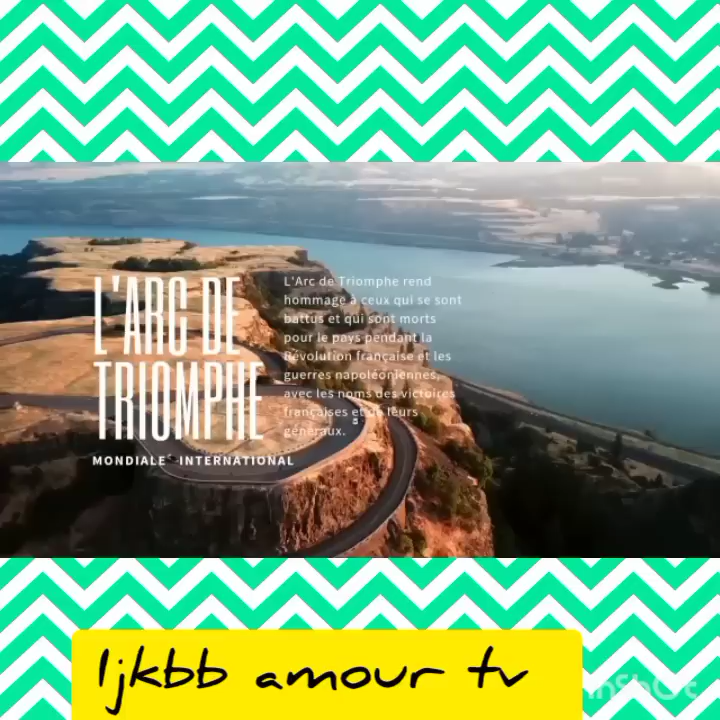 L'ARC DE
TRIOMPHE
MONDIALE INTERNATIONAL
L'Arc de Triomphe rend
hommage à ceux qui se sont
battus et qui sont morts
pour le pays pendant la
Révolution française et les
guerres napoléoniennes,
avec les noms des victoires
françaises et de leurs
généraux.
ljkbb amour tv
InShOt